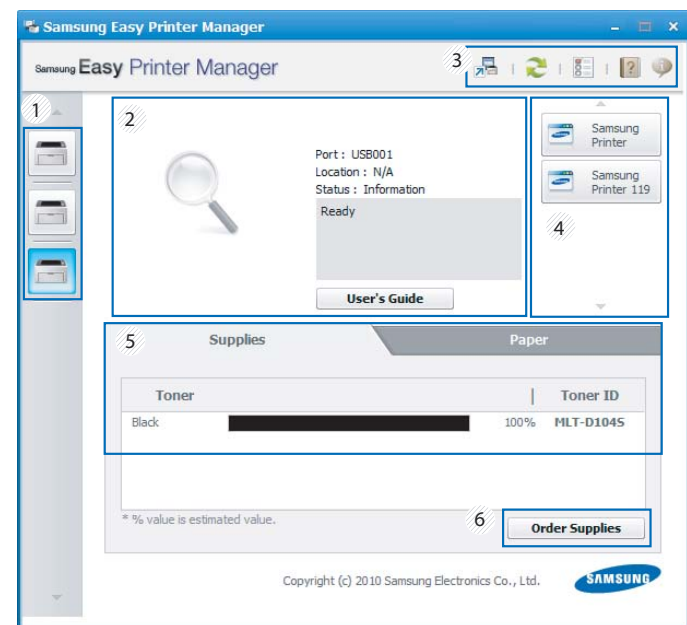 Samsung Easy Printer Manager
Samsung Easy Printer Manager
3
1
2
Port : USB001
Location : N/A
Status : Information
Ready
User's Guide
Samsung
Printer
Samsung
Printer 119
4
5
Supplies
Paper
Toner
Toner ID
Black
100%
MLT-D104S
* % value is estimated value.
6
Order Supplies
Copyright (c) 2010 Samsung Electronics Co., Ltd.
SAMSUNG